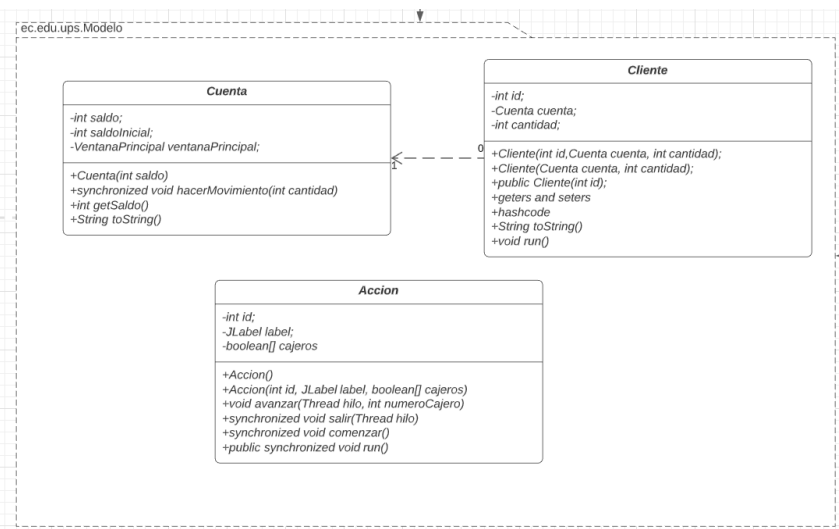 ec.edu.ups.Modelo
Cuenta
-int saldo;
-int saldoInicial;
-VentanaPrincipal ventanaPrincipal;
+Cuenta(int saldo)
+synchronized void hacerMovimiento(int cantidad)
+int getSaldo()
+String toString()
1
0
Cliente
-int id;
-Cuenta cuenta;
-int cantidad;
+Cliente(int id,Cuenta cuenta, int cantidad);
+Cliente(Cuenta cuenta, int cantidad);
+public Cliente(int id);
+geters and seters
+hashcode
+String toString()
+void run()
Accion
-int id;
-JLabel label;
-boolean[] cajeros
+Accion()
+Accion(int id, JLabel label, boolean[] cajeros)
+void avanzar(Thread hilo, int numeroCajero)
+synchronized void salir(Thread hilo)
+synchronized void comenzar()
+public synchronized void run()